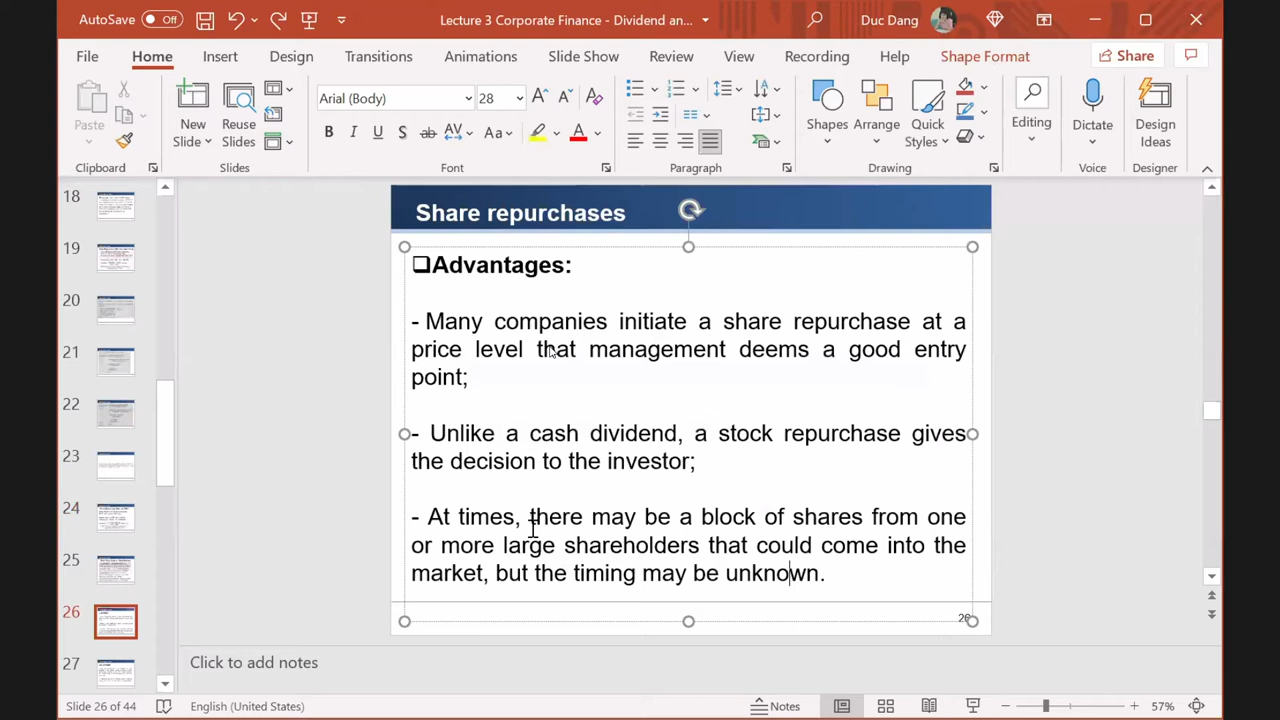 AutoSave Off Lecture 3 Corporate Finance - Dividend an... Duc Dang
File Home Insert Design Transitions Animations Slide Show Review View Recording Help Shape Format Share
Paste New Slide Reuse Slides Arial (Body) 28 Shapes Arrange Quick Styles Editing Dictate Design Ideas
B I U S ab AV Aa A
Clipboard Slides Font Paragraph Drawing Voice Designer
18
19
20
21
22
23
24
25
26
27
Share repurchases
Advantages:
- Many companies initiate a share repurchase at a
price level that management deems a good entry
point;
- Unlike a cash dividend, a stock repurchase gives
the decision to the investor;
- At times, there may be a block of shares from one
or more large shareholders that could come into the
market, but the timing may be unknown.
26
Click to add notes
Slide 26 of 44 English (United States) Notes 57%